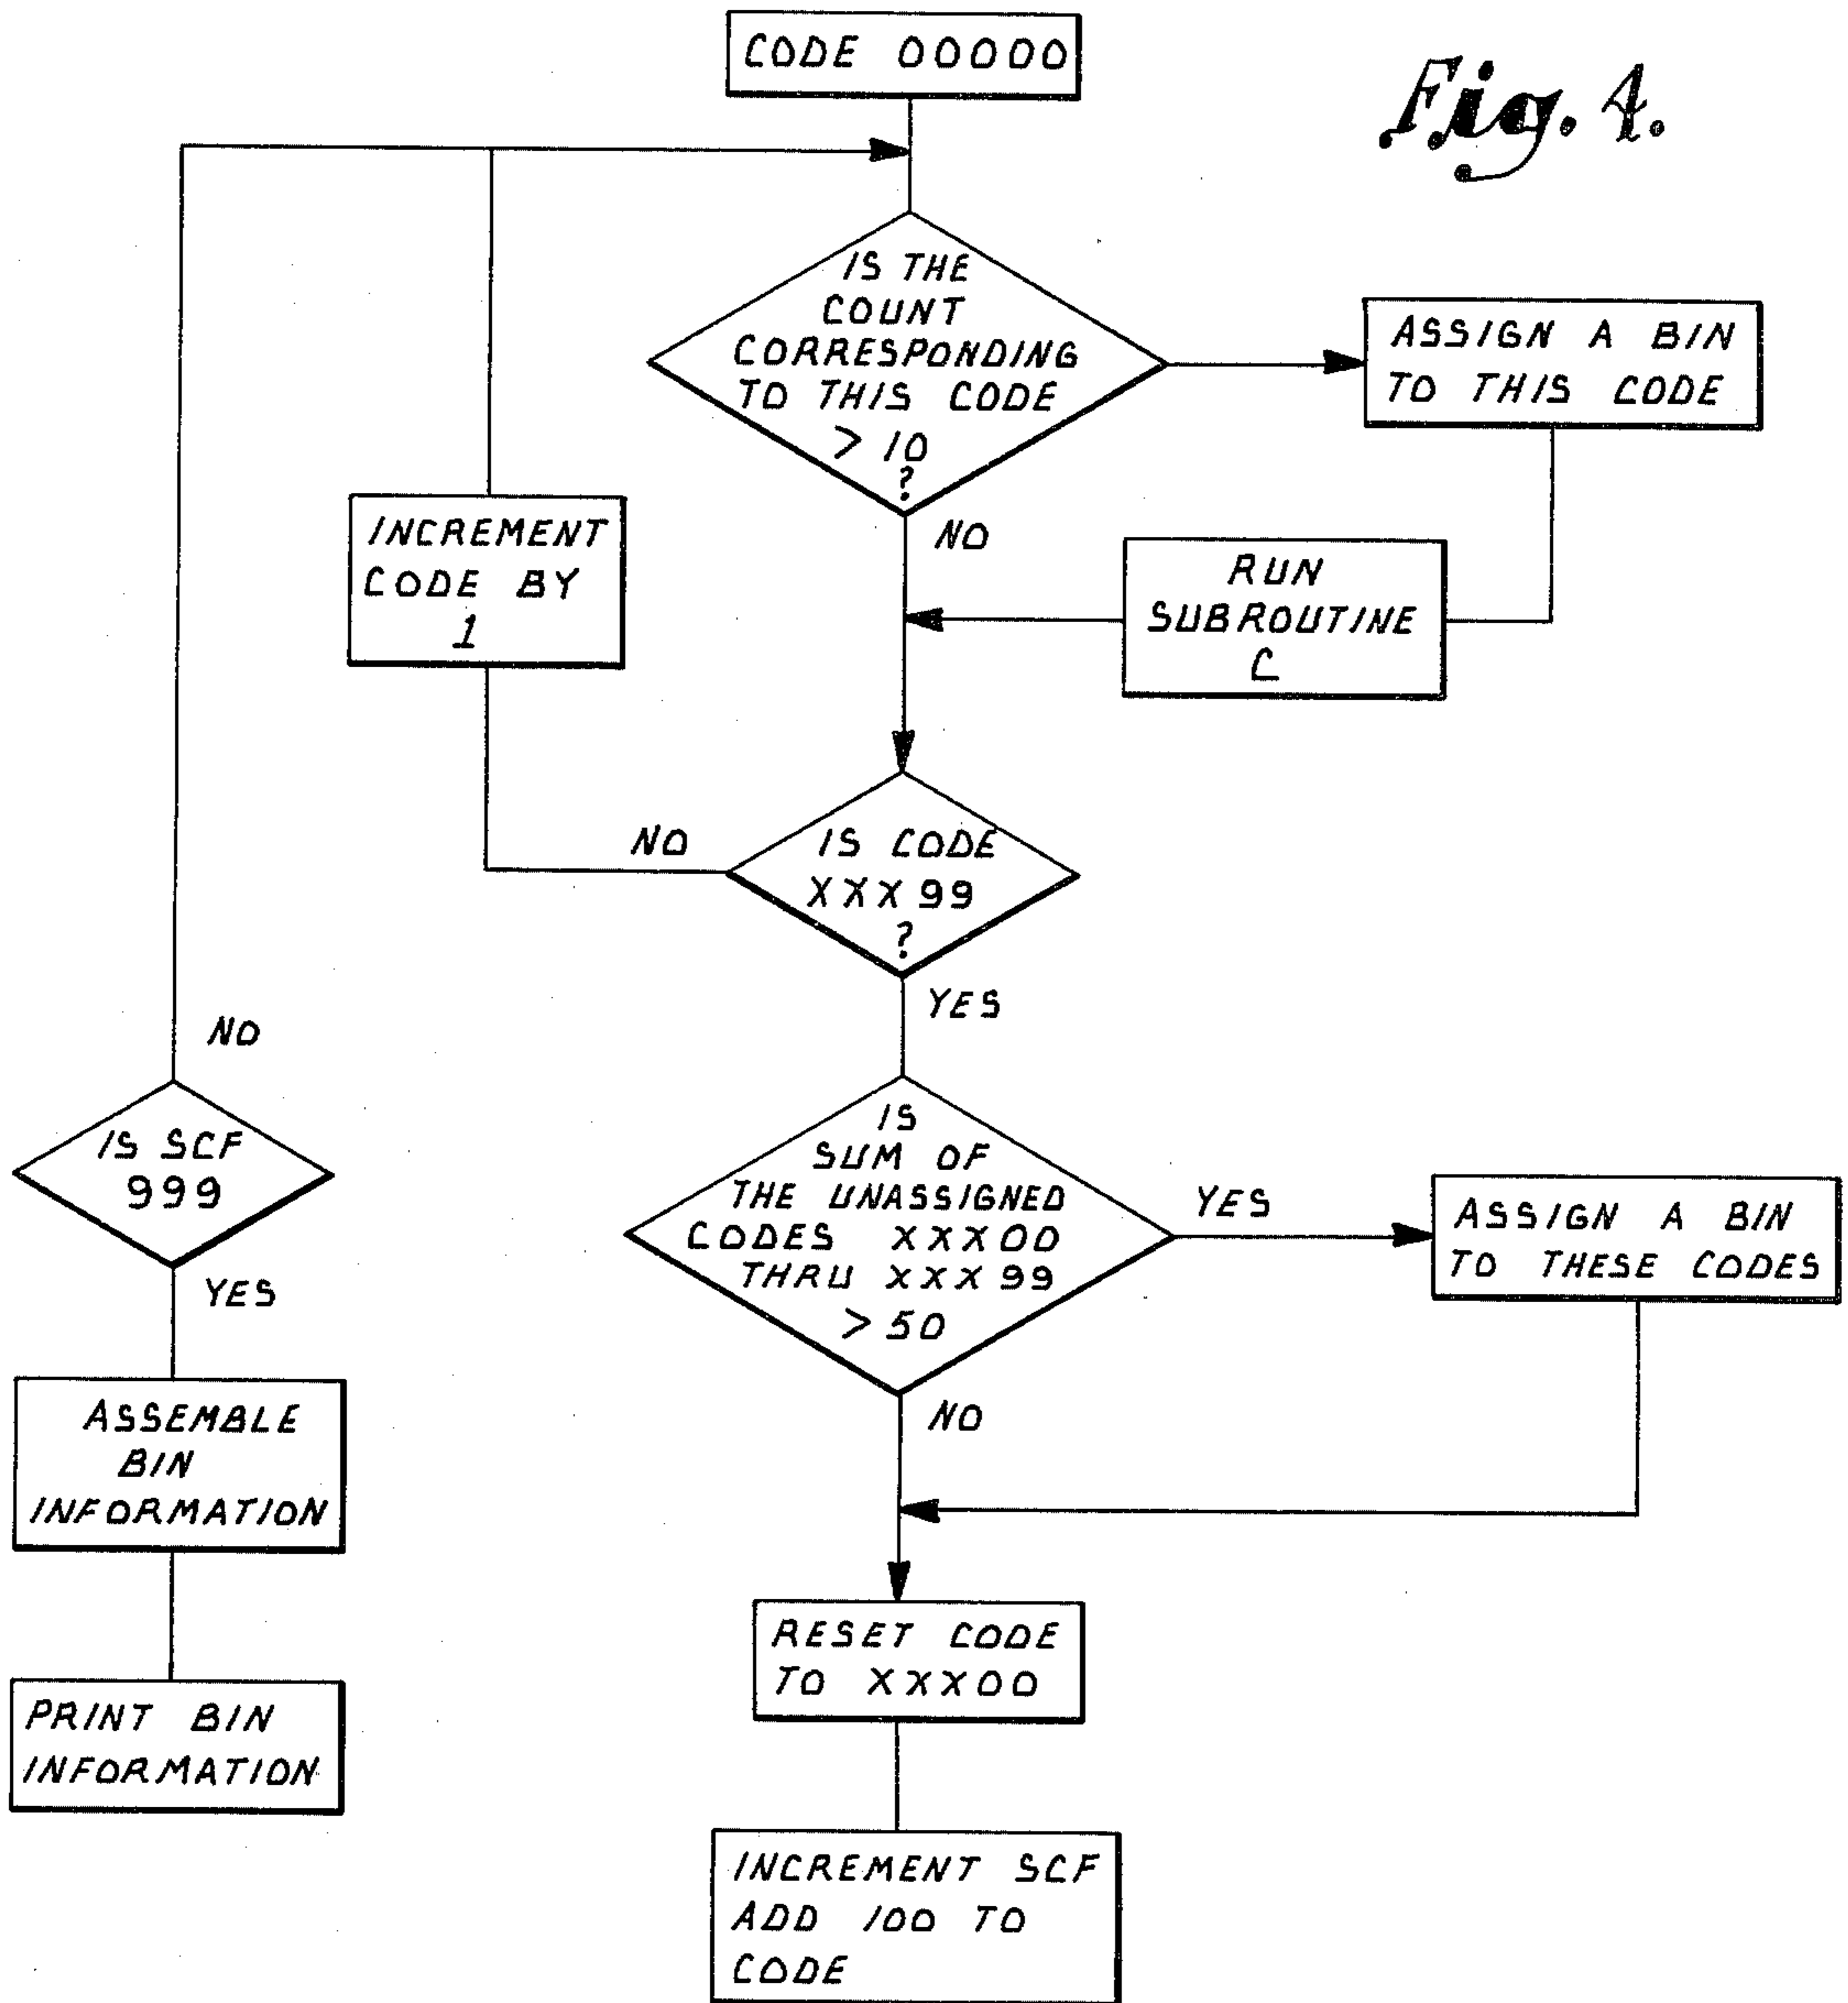 CODE 00000
Fig. 4.
IS THE
COUNT
CORRESPONDING
TO THIS CODE
> 10
?
ASSIGN A BIN
TO THIS CODE
NO
INCREMENT
CODE BY
1
RUN
SUBROUTINE
C
NO
IS CODE
XXX99
?
YES
NO
IS SCF
999
YES
IS
SUM OF
THE UNASSIGNED
CODES XXX00
THRU XXX99
> 50
YES
ASSIGN A BIN
TO THESE CODES
NO
ASSEMBLE
BIN
INFORMATION
RESET CODE
TO XXX00
PRINT BIN
INFORMATION
INCREMENT SCF
ADD 100 TO
CODE